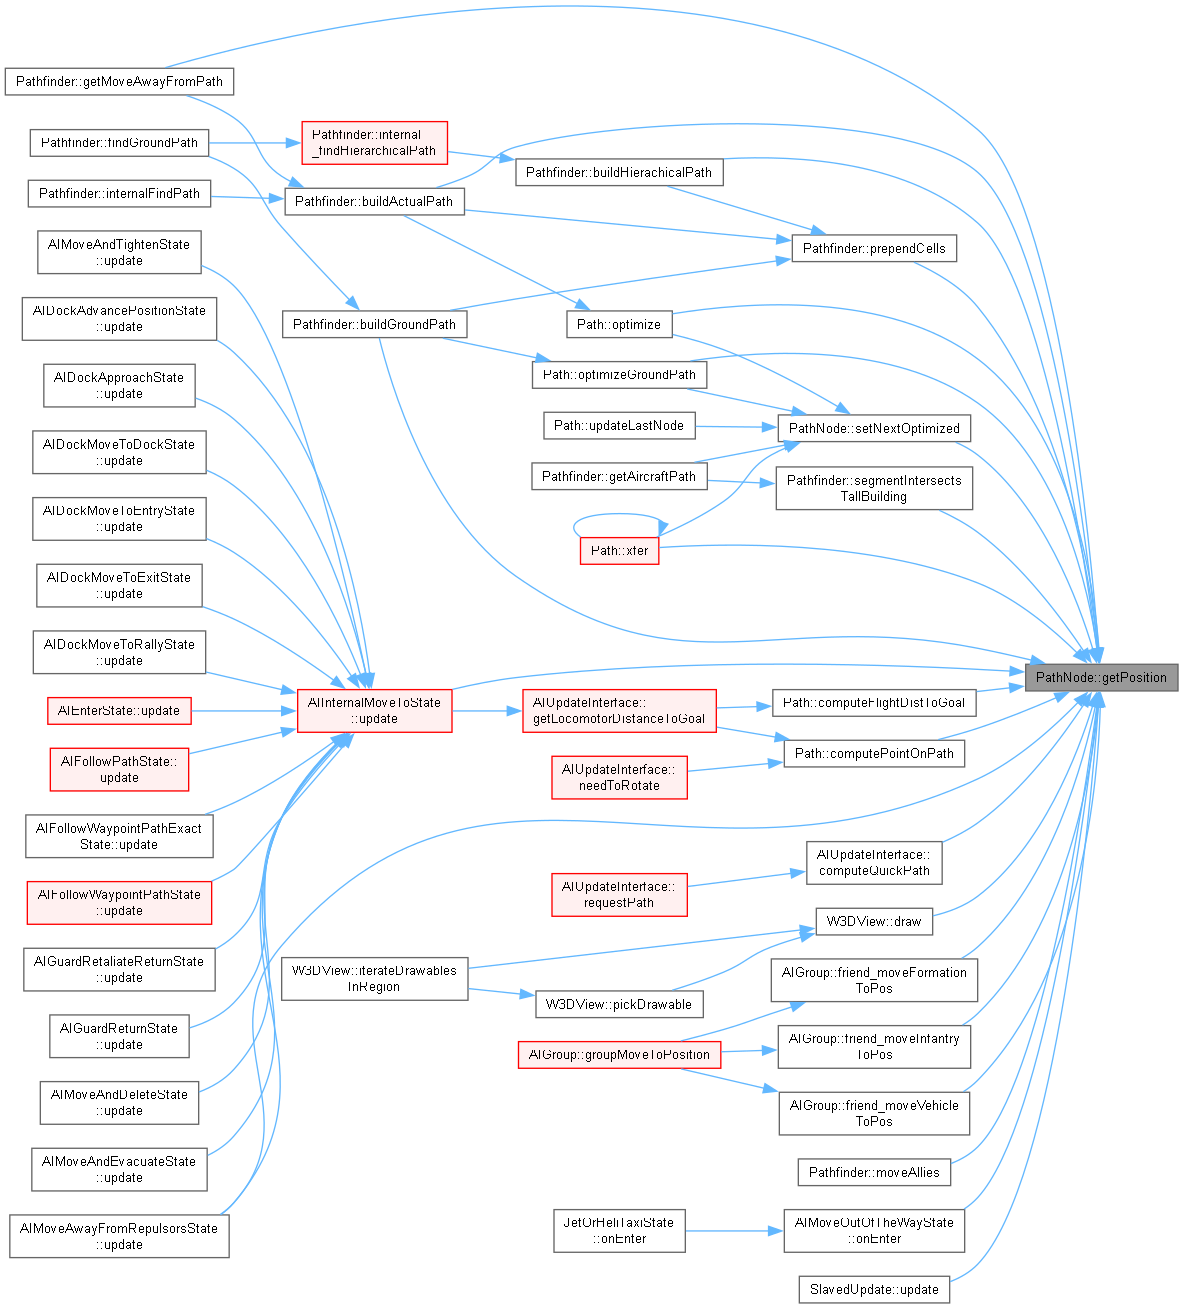 Pathfinder::getMoveAwayFromPath
Pathfinder::findGroundPath
Pathfinder::internal
_findHierarchicalPath
Pathfinder::buildHierachicalPath
Pathfinder::internalFindPath
Pathfinder::buildActualPath
AIMoveAndTightenState
::update
Pathfinder::prependCells
AIDockAdvancePositionState
::update
Pathfinder::buildGroundPath
Path::optimize
AIDockApproachState
::update
Path::optimizeGroundPath
Path::updateLastNode
PathNode::setNextOptimized
AIDockMoveToDockState
::update
Pathfinder::getAircraftPath
Pathfinder::segmentIntersects
TallBuilding
AIDockMoveToEntryState
::update
Path::xfer
AIDockMoveToExitState
::update
AIDockMoveToRallyState
::update
PathNode::getPosition
AIEnterState::update
AIInternalMoveToState
::update
AIUpdateInterface::
getLocomotorDistanceToGoal
Path::computeFlightDistToGoal
AIFollowPathState::
update
AIUpdateInterface::
needToRotate
Path::computePointOnPath
AIFollowWaypointPathExact
State::update
AIUpdateInterface::
computeQuickPath
AIFollowWaypointPathState
::update
AIUpdateInterface::
requestPath
W3DView::draw
AIGuardRetaliateReturnState
::update
W3DView::iterateDrawables
InRegion
W3DView::pickDrawable
AIGroup::friend_moveFormation
ToPos
AIGuardReturnState
::update
AIGroup::groupMoveToPosition
AIGroup::friend_moveInfantry
ToPos
AIMoveAndDeleteState
::update
AIGroup::friend_moveVehicle
ToPos
AIMoveAndEvacuateState
::update
Pathfinder::moveAllies
AIMoveAwayFromRepulsorsState
::update
JetOrHeliTaxiState
::onEnter
AIMoveOutOfTheWayState
::onEnter
SlavedUpdate::update